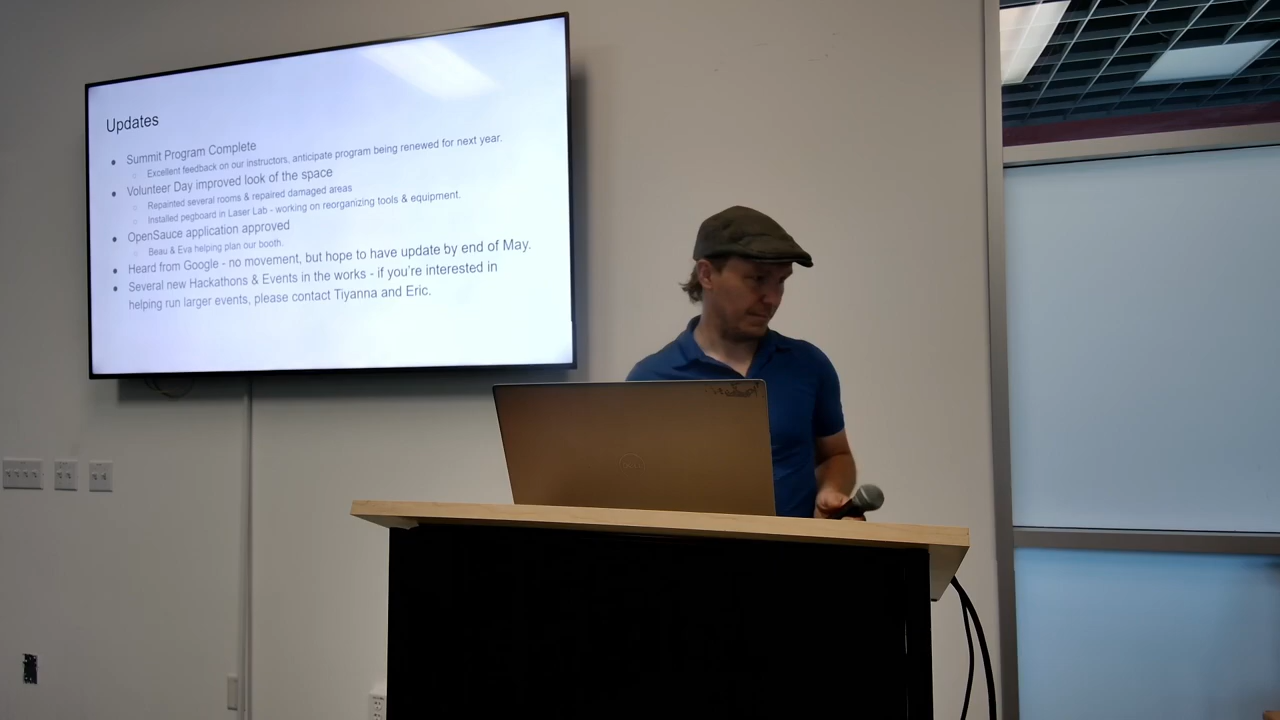 Updates
Summit Program Complete
Excellent feedback on our instructors, anticipate program being renewed for next year.
Volunteer Day improved look of the space
Repainted several rooms & repaired damaged areas
Installed pegboard in Laser Lab - working on reorganizing tools & equipment.
OpenSauce application approved
Beau & Eva helping plan our booth.
Heard from Google - no movement, but hope to have update by end of May.
Several new Hackathons & Events in the works - if you're interested in
helping run larger events, please contact Tiyanna and Eric.
DELL